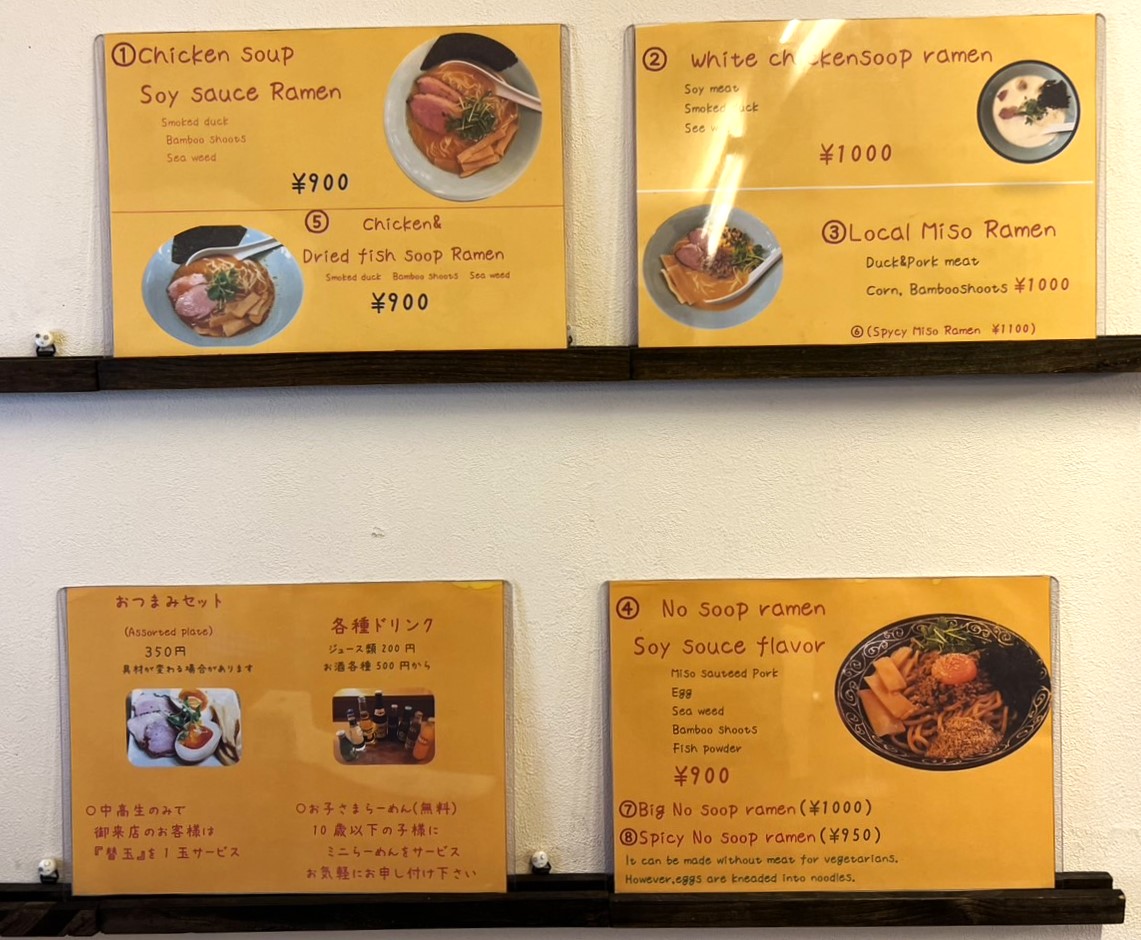 ①Chicken soup
Soy sauce Ramen
Smoked duck
Bamboo shoots
Sea weed
¥900
⑤ Chicken&
Dried fish soop Ramen
Smoked duck Bamboo shoots Sea weed
¥900
② White chickensoop ramen
Soy meat
Smoked duck
See
¥1000
③Local Miso Ramen
Duck&Pork meat
Corn, Bambooshoots ¥1000
⑥(Spycy Miso Ramen ¥1100)
おつまみセット
(Assorted plate)
350円
具材が変わる場合があります
各種ドリンク
ジュース類 200 円
お酒各種 500 円から
○中高生のみで
御来店のお客様は
『替玉』を1玉サービス
○お子さまらーめん(無料)
10歳以下の子様に
ミニらーめんをサービス
お気軽にお申し付け下さい
④ No soop ramen
Soy souce flavor
Miso sauteed Pork
Egg
Sea weed
Bamboo shoots
Fish powder
¥900
⑦Big No soop ramen(¥1000)
⑧Spicy No soop ramen(¥950)
It can be made without meat for vegetarians.
However,eggs are kneaded into noodles.